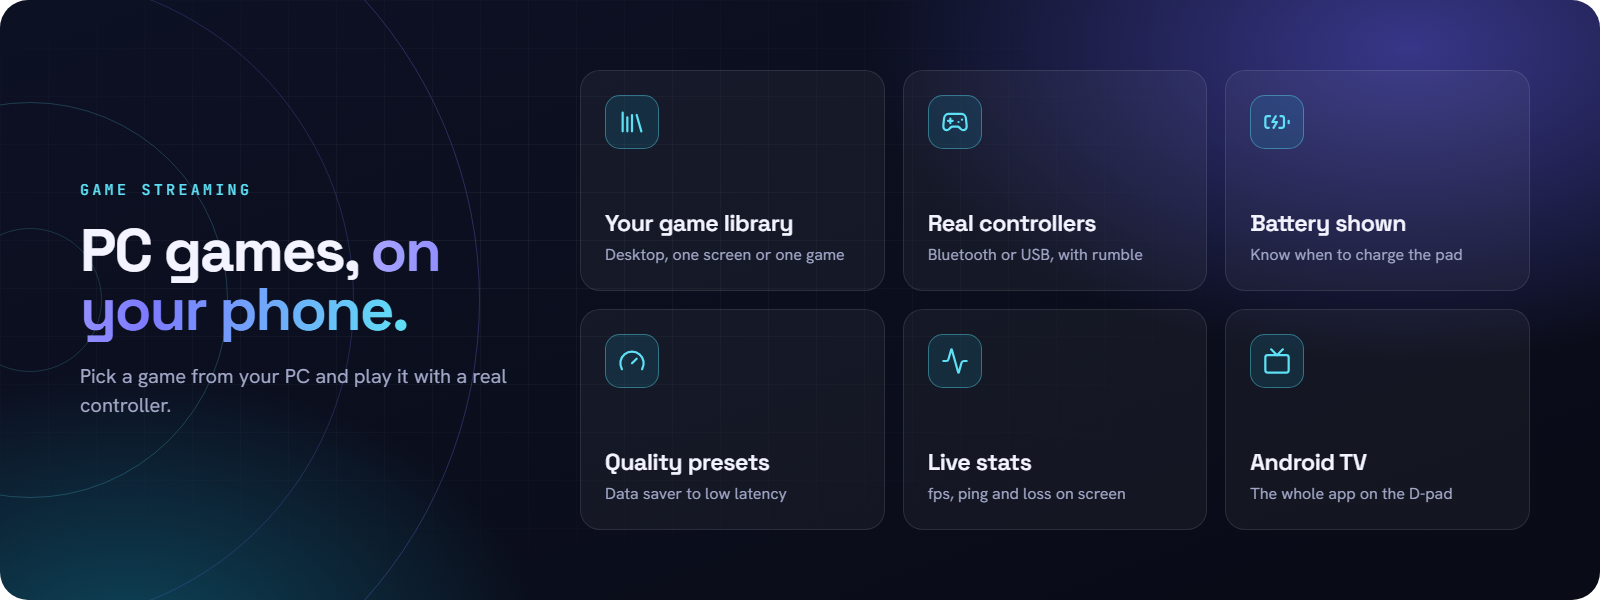 GAME STREAMING
PC games, on
your phone.
Pick a game from your PC and play it with a real
controller.
Your game library
Desktop, one screen or one game
Real controllers
Bluetooth or USB, with rumble
Battery shown
Know when to charge the pad
Quality presets
Data saver to low latency
Live stats
fps, ping and loss on screen
Android TV
The whole app on the D-pad